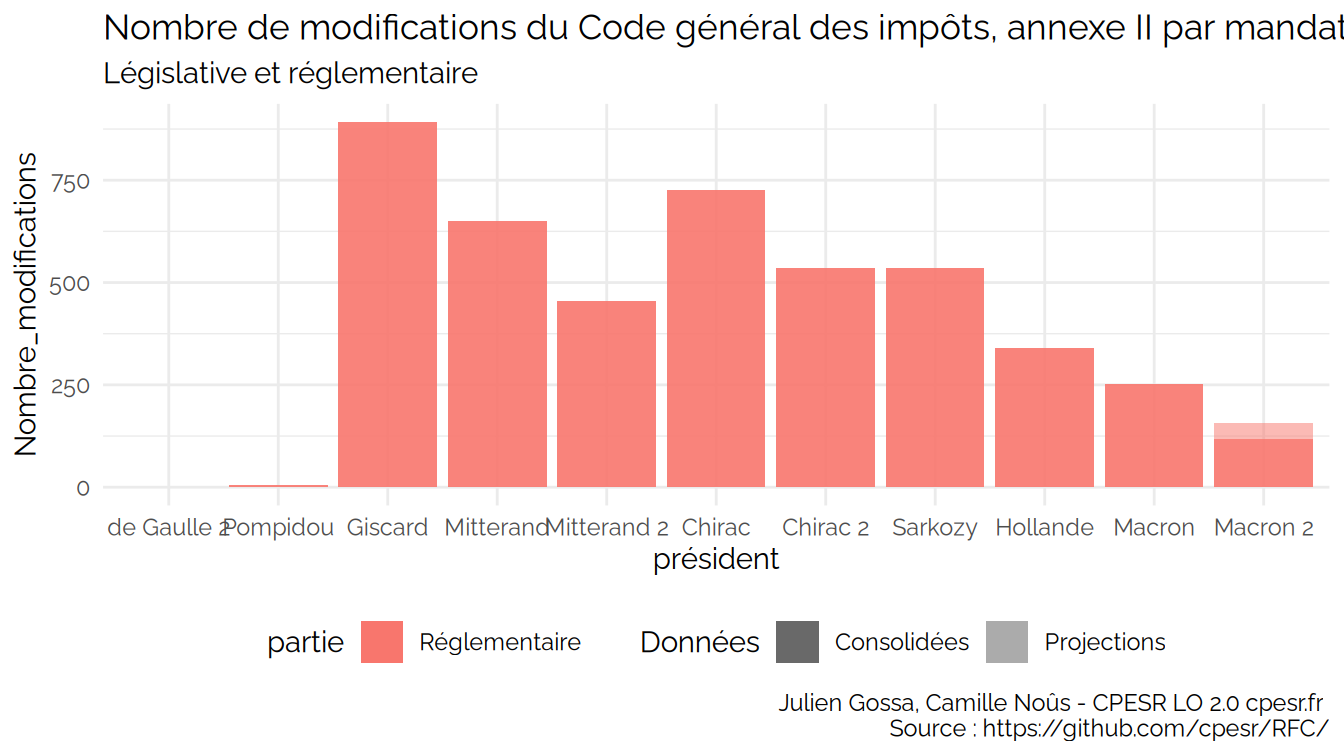 Nombre de modifications du Code général des impôts, annexe II par mandat
Législative et réglementaire
Nombre_modifications
750
500
250
0
de Gaulle 2 Pompidou Giscard Mitterand Mitterand 2 Chirac Chirac 2 Sarkozy Hollande Macron Macron 2
président
partie Réglementaire Données Consolidées Projections
Julien Gossa, Camille Noûs - CPESR LO 2.0 cpesr.fr
Source : https://github.com/cpesr/RFC/